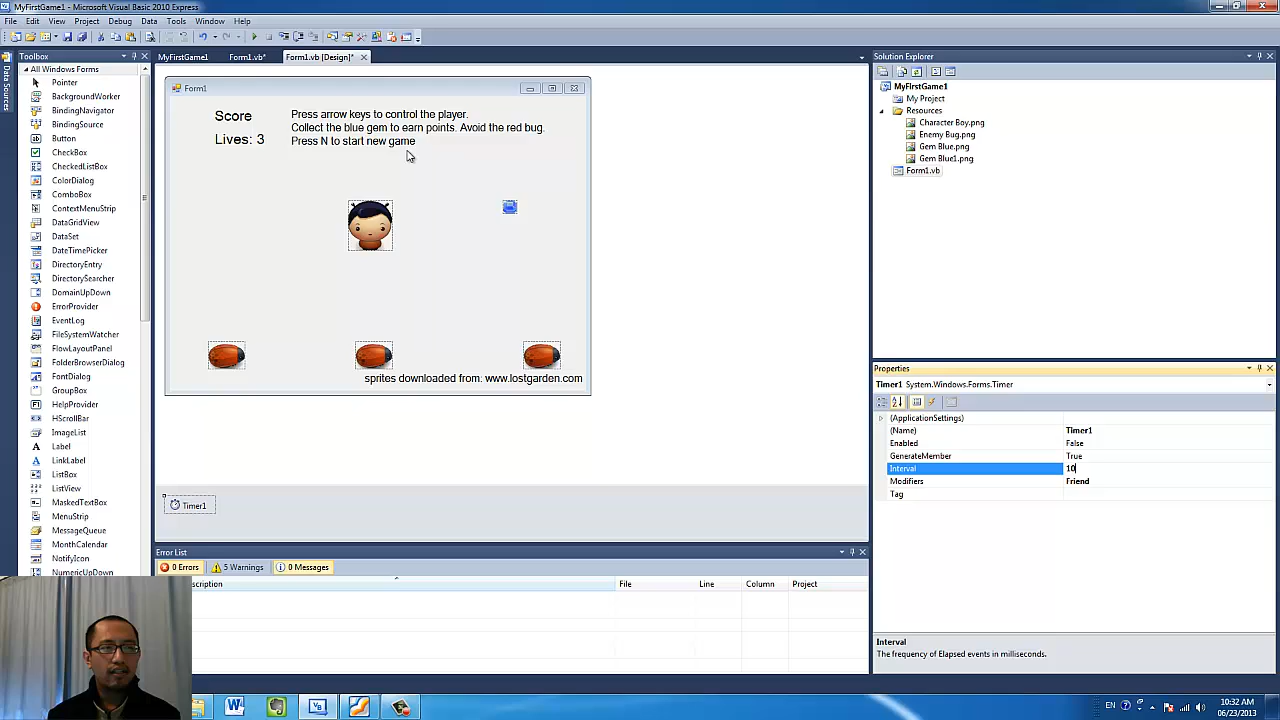 MyFirstGame1 - Microsoft Visual Basic 2010 Express
File Edit View Project Debug Data Tools Window Help
Data Sources
Toolbox
All Windows Forms
Pointer
BackgroundWorker
BindingNavigator
BindingSource
Button
CheckBox
CheckedListBox
ColorDialog
ComboBox
ContextMenuStrip
DataGridView
DataSet
DateTimePicker
DirectoryEntry
DirectorySearcher
DomainUpDown
ErrorProvider
EventLog
FileSystemWatcher
FlowLayoutPanel
FolderBrowserDialog
FontDialog
GroupBox
HelpProvider
HScrollBar
ImageList
Label
LinkLabel
ListBox
ListView
MaskedTextBox
MenuStrip
MessageQueue
MonthCalendar
NotifyIcon
NumericUpDown
MyFirstGame1 Form1.vb* Form1.vb [Design]*
Form1
Score
Lives: 3
Press arrow keys to control the player.
Collect the blue gem to earn points. Avoid the red bug.
Press N to start new game
sprites downloaded from: www.lostgarden.com
Timer1
Error List
0 Errors 5 Warnings 0 Messages
scription File Line Column Project
Solution Explorer
MyFirstGame1
My Project
Resources
Character Boy.png
Enemy Bug.png
Gem Blue.png
Gem Blue1.png
Form1.vb
Properties
Timer1 System.Windows.Forms.Timer
(ApplicationSettings)
(Name) Timer1
Enabled False
GenerateMember True
Interval 10
Modifiers Friend
Tag
Interval
The frequency of Elapsed events in milliseconds.
EN
10:32 AM
06/23/2013